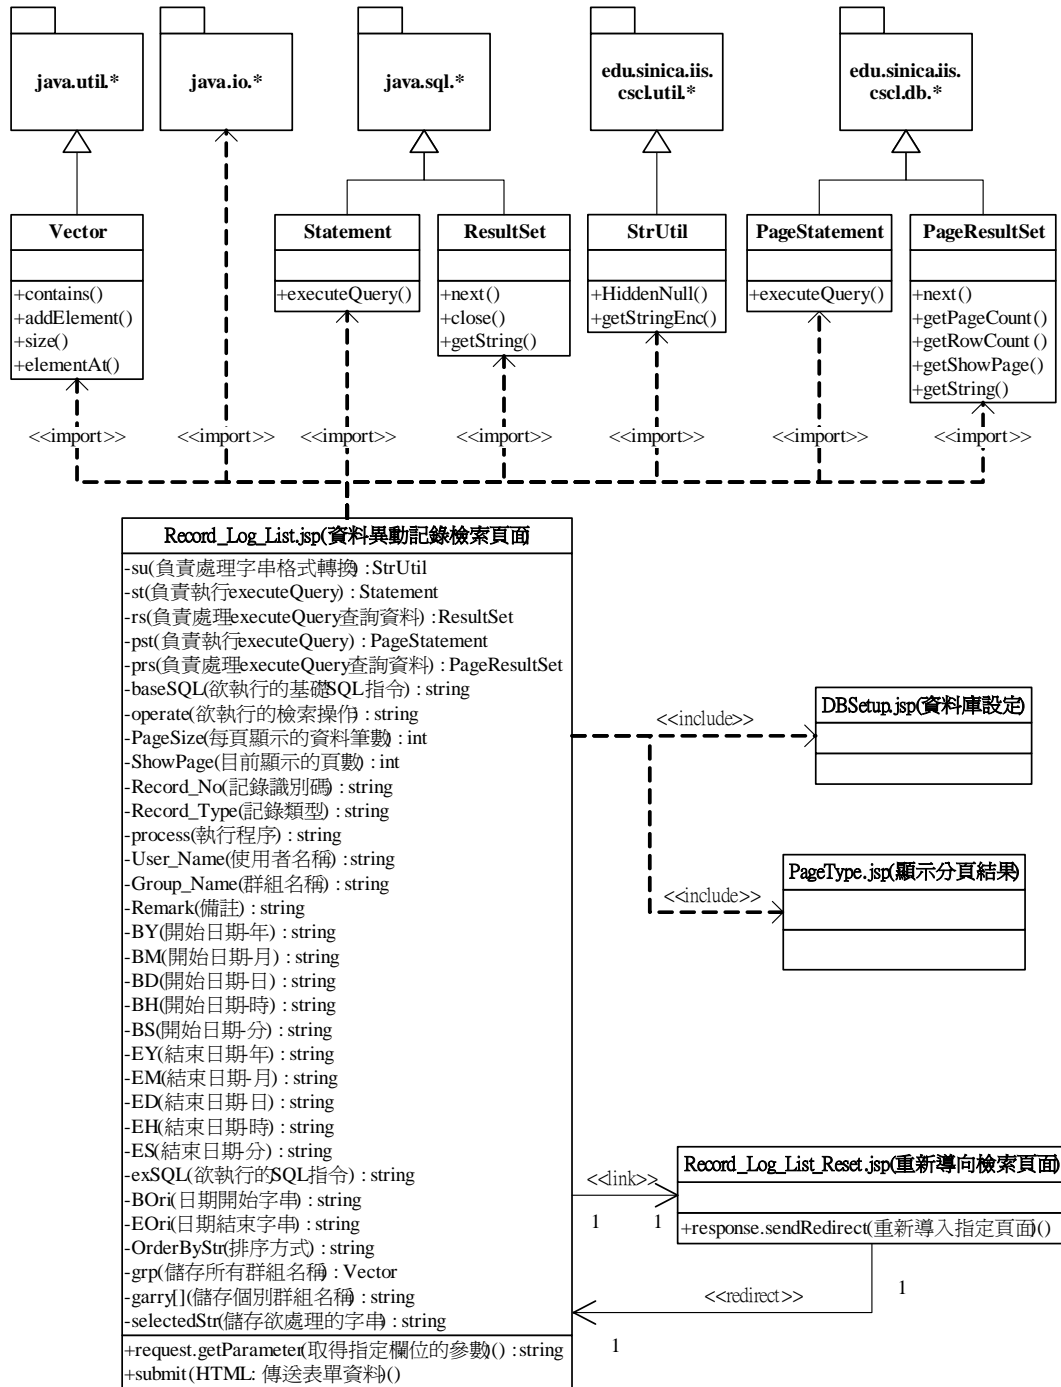 java.util.*
java.io.*
java.sql.*
edu.sinica.iis.
cscl.util.*
edu.sinica.iis.
cscl.db.*
Vector
+contains()
+addElement()
+size()
+elementAt()
Statement
+executeQuery()
ResultSet
+next()
+close()
+getString()
StrUtil
+HiddenNull()
+getStringEnc()
PageStatement
+executeQuery()
PageResultSet
+next()
+getPageCount()
+getRowCount()
+getShowPage()
+getString()
<<import>>
<<import>>
<<import>>
<<import>>
<<import>>
<<import>>
<<import>>
Record_Log_List.jsp(資料異動記錄檢索頁面)
-su(負責處理字串格式轉換) : StrUtil
-st(負責執行executeQuery) : Statement
-rs(負責處理executeQuery查詢資料) : ResultSet
-pst(負責執行executeQuery) : PageStatement
-prs(負責處理executeQuery查詢資料) : PageResultSet
-baseSQL(欲執行的基礎SQL指令) : string
-operate(欲執行的檢索操作) : string
-PageSize(每頁顯示的資料筆數) : int
-ShowPage(目前顯示的頁數) : int
-Record_No(記錄識別碼) : string
-Record_Type(記錄類型) : string
-process(執行程序) : string
-User_Name(使用者名稱) : string
-Group_Name(群組名稱) : string
-Remark(備註) : string
-BY(開始日期-年) : string
-BM(開始日期-月) : string
-BD(開始日期-日) : string
-BH(開始日期-時) : string
-BS(開始日期-分) : string
-EY(結束日期-年) : string
-EM(結束日期-月) : string
-ED(結束日期-日) : string
-EH(結束日期-時) : string
-ES(結束日期-分) : string
-exSQL(欲執行的SQL指令) : string
-BOri(日期開始字串) : string
-EOri(日期結束字串) : string
-OrderByStr(排序方式) : string
-grp(儲存所有群組名稱) : Vector
-garry[](儲存個別群組名稱) : string
-selectedStr(儲存欲處理的字串) : string
+request.getParameter(取得指定欄位的參數)() : string
+submit(HTML: 傳送表單資料)()
<<include>>
DBSetup.jsp(資料庫設定)
<<include>>
PageType.jsp(顯示分頁結果)
<<link>>
1
1
Record_Log_List_Reset.jsp(重新導向檢索頁面)
+response.sendRedirect(重新導入指定頁面)()
1
<<redirect>>
1